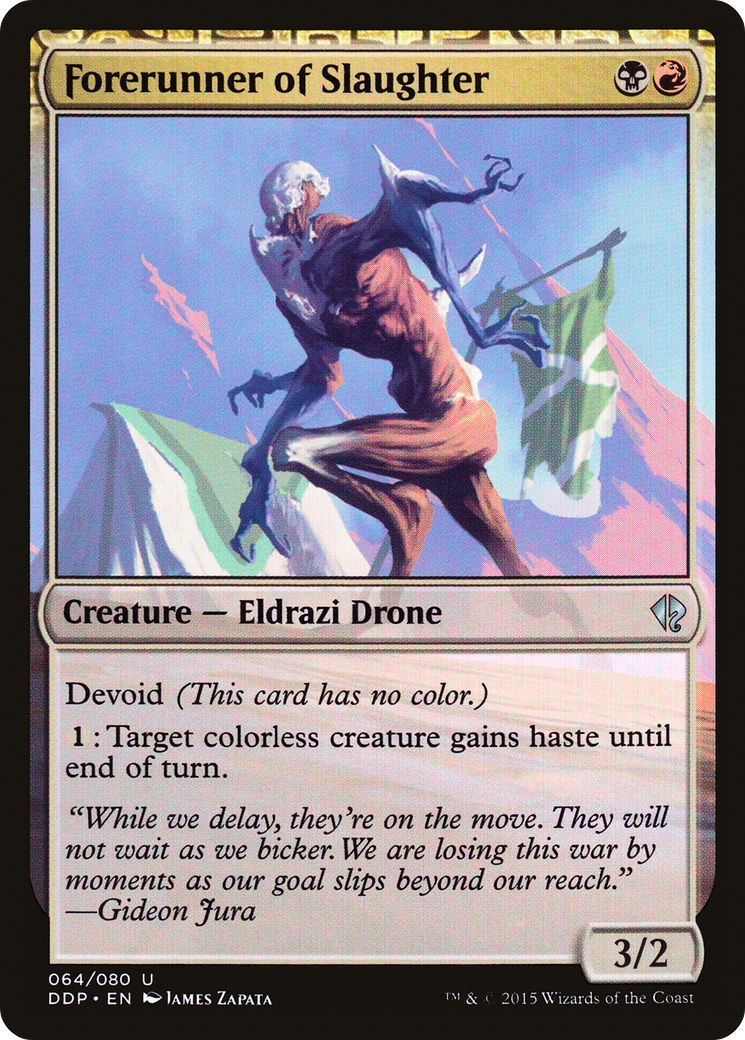 Forerunner of Slaughter
Creature — Eldrazi Drone
Devoid (This card has no color.)
1: Target colorless creature gains haste until
end of turn.
“While we delay, they’re on the move. They will
not wait as we bicker. We are losing this war by
moments as our goal slips beyond our reach.”
—Gideon Jura
3/2
064/080 U
DDP • EN James Zapata
™ & © 2015 Wizards of the Coast